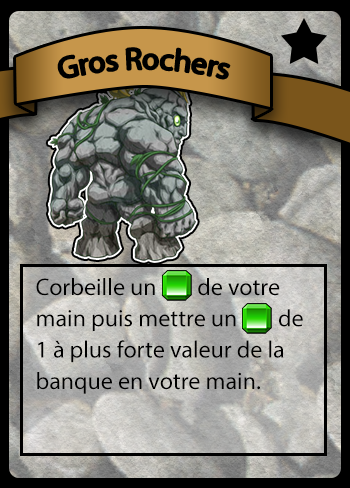 Gros Rochers
Corbeille un de votre
main puis mettre un de
1 à plus forte valeur de la
banque en votre main.